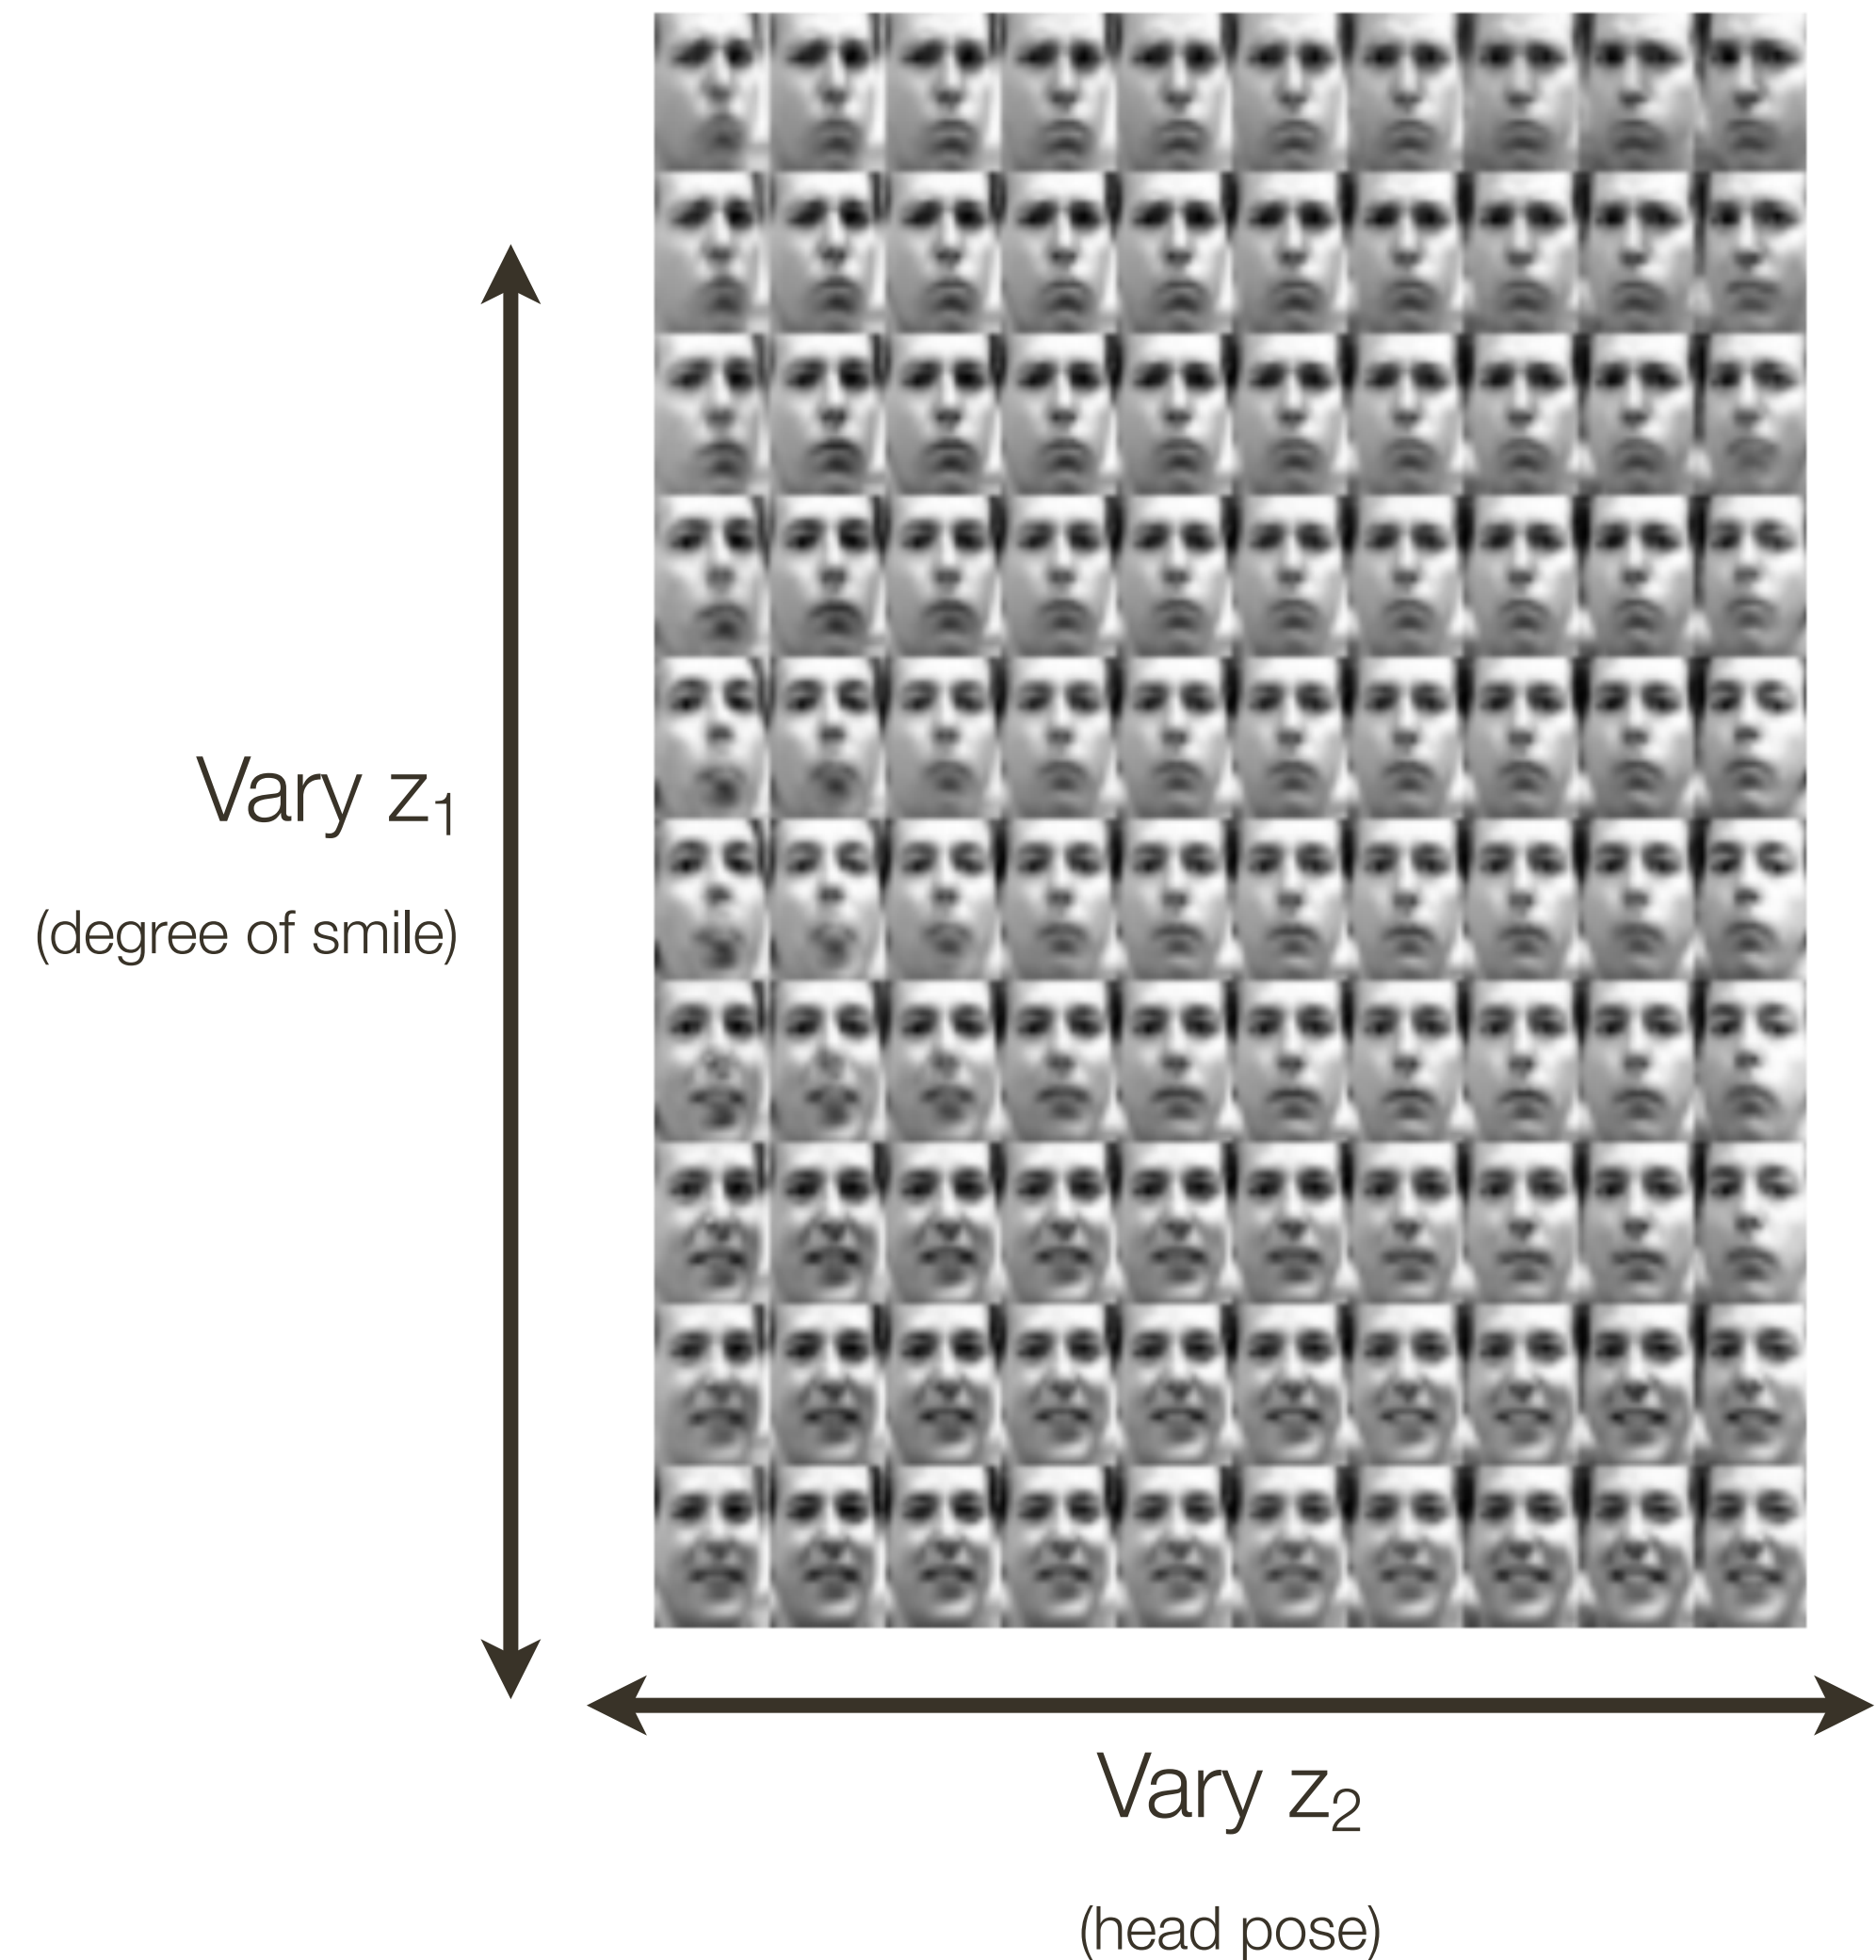 Vary z₁
(degree of smile)
Vary z₂
(head pose)